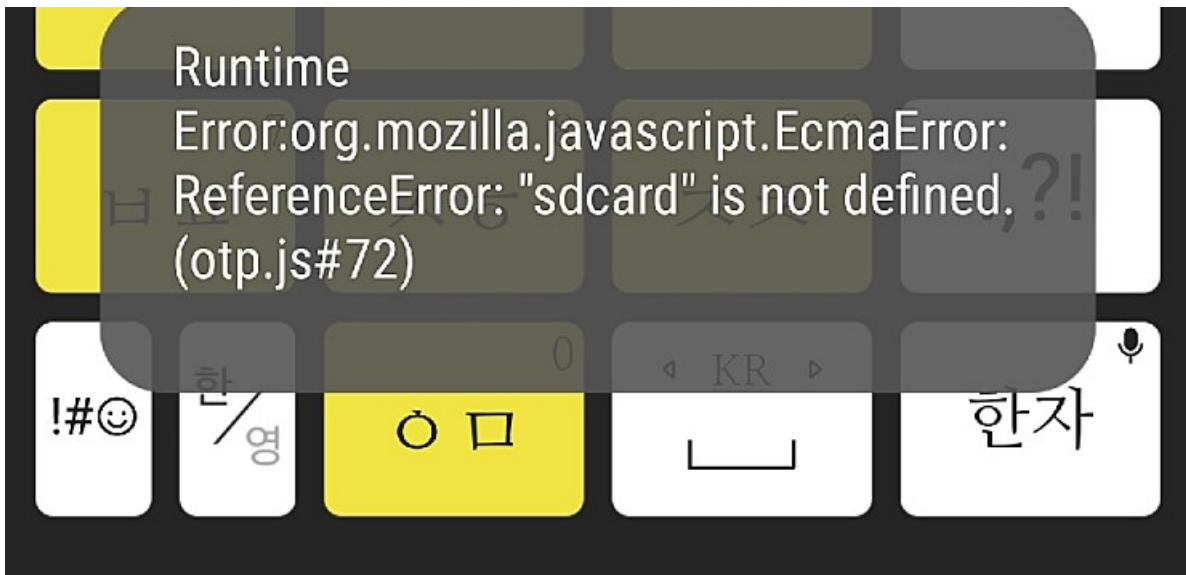 Runtime
Error:org.mozilla.javascript.EcmaError:
ReferenceError: "sdcard" is not defined.
(otp.js#72)
,?!
!#☺
한/영
ㆁㅁ
0
◁ KR ▷
한자